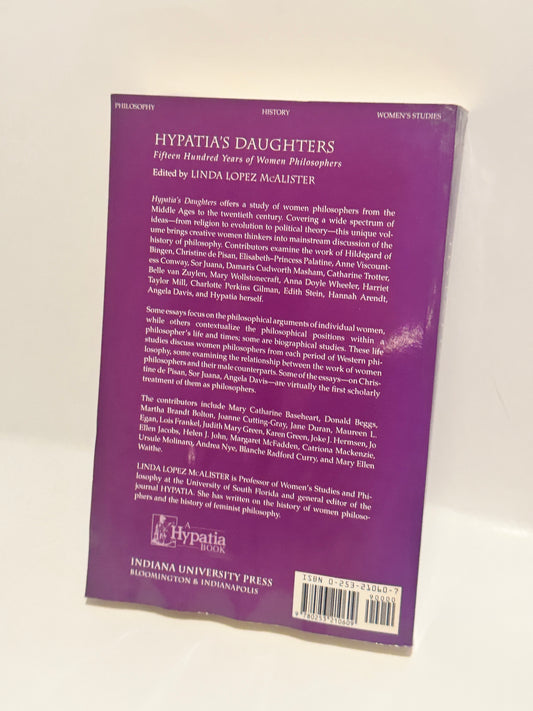 PHILOSOPHY HISTORY WOMEN'S STUDIES
HYPATIA'S DAUGHTERS
Fifteen Hundred Years of Women Philosophers
Edited by LINDA LOPEZ McALISTER
Hypatia's Daughters offers a study of women philosophers from the
Middle Ages to the twentieth century. Covering a wide spectrum of
ideas—from religion to evolution to political theory—this unique vol-
ume brings creative women thinkers into mainstream discussion of the
history of philosophy. Contributors examine the work of Hildegard of
Bingen, Christine de Pisan, Elisabeth–Princess Palatine, Anne Viscount-
ess Conway, Sor Juana, Damaris Cudworth Masham, Catharine Trotter,
Belle van Zuylen, Mary Wollstonecraft, Anna Doyle Wheeler, Harriet
Taylor Mill, Charlotte Perkins Gilman, Edith Stein, Hannah Arendt,
Angela Davis, and Hypatia herself.
Some essays focus on the philosophical arguments of individual women,
while others contextualize the philosophical positions within a
philosopher's life and times; some are biographical studies. These life
studies discuss women philosophers from each period of Western phi-
losophy, some examining the relationship between the work of women
philosophers and their male counterparts. Some of the essays—on Chris-
tine de Pisan, Sor Juana, Angela Davis—are virtually the first scholarly
treatment of them as philosophers.
The contributors include Mary Catharine Baseheart, Donald Beggs,
Martha Brandt Bolton, Joanne Cutting-Gray, Jane Duran, Maureen L.
Egan, Lois Frankel, Judith Mary Green, Karen Green, Joke J. Hermsen, Jo
Ellen Jacobs, Helen J. John, Margaret McFadden, Catriona Mackenzie,
Ursule Molinaro, Andrea Nye, Blanche Radford Curry, and Mary Ellen
Waithe.
LINDA LOPEZ McALISTER is Professor of Women's Studies and Phi-
losophy at the University of South Florida and general editor of the
journal HYPATIA. She has written on the history of women philoso-
phers and the history of feminist philosophy.
A
Hypatia
BOOK
INDIANA UNIVERSITY PRESS
BLOOMINGTON & INDIANAPOLIS
ISBN 0-253-21060-7
90000
9 780253 210609